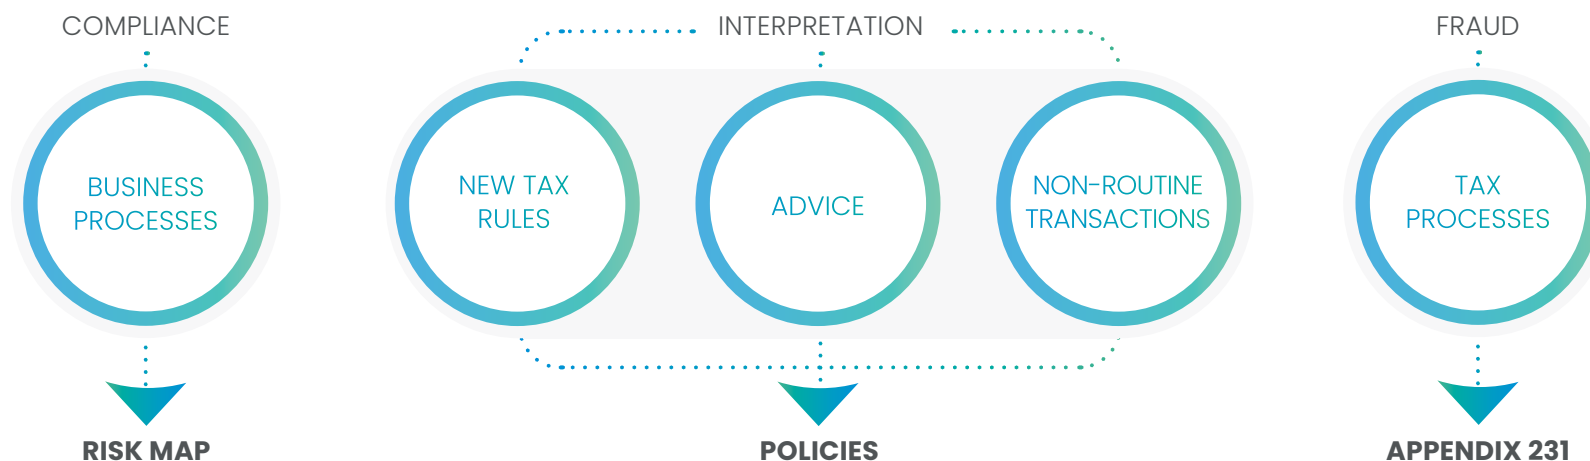 COMPLIANCE
INTERPRETATION
FRAUD
BUSINESS
PROCESSES
NEW TAX
RULES
ADVICE
NON-ROUTINE
TRANSACTIONS
TAX
PROCESSES
RISK MAP
POLICIES
APPENDIX 231